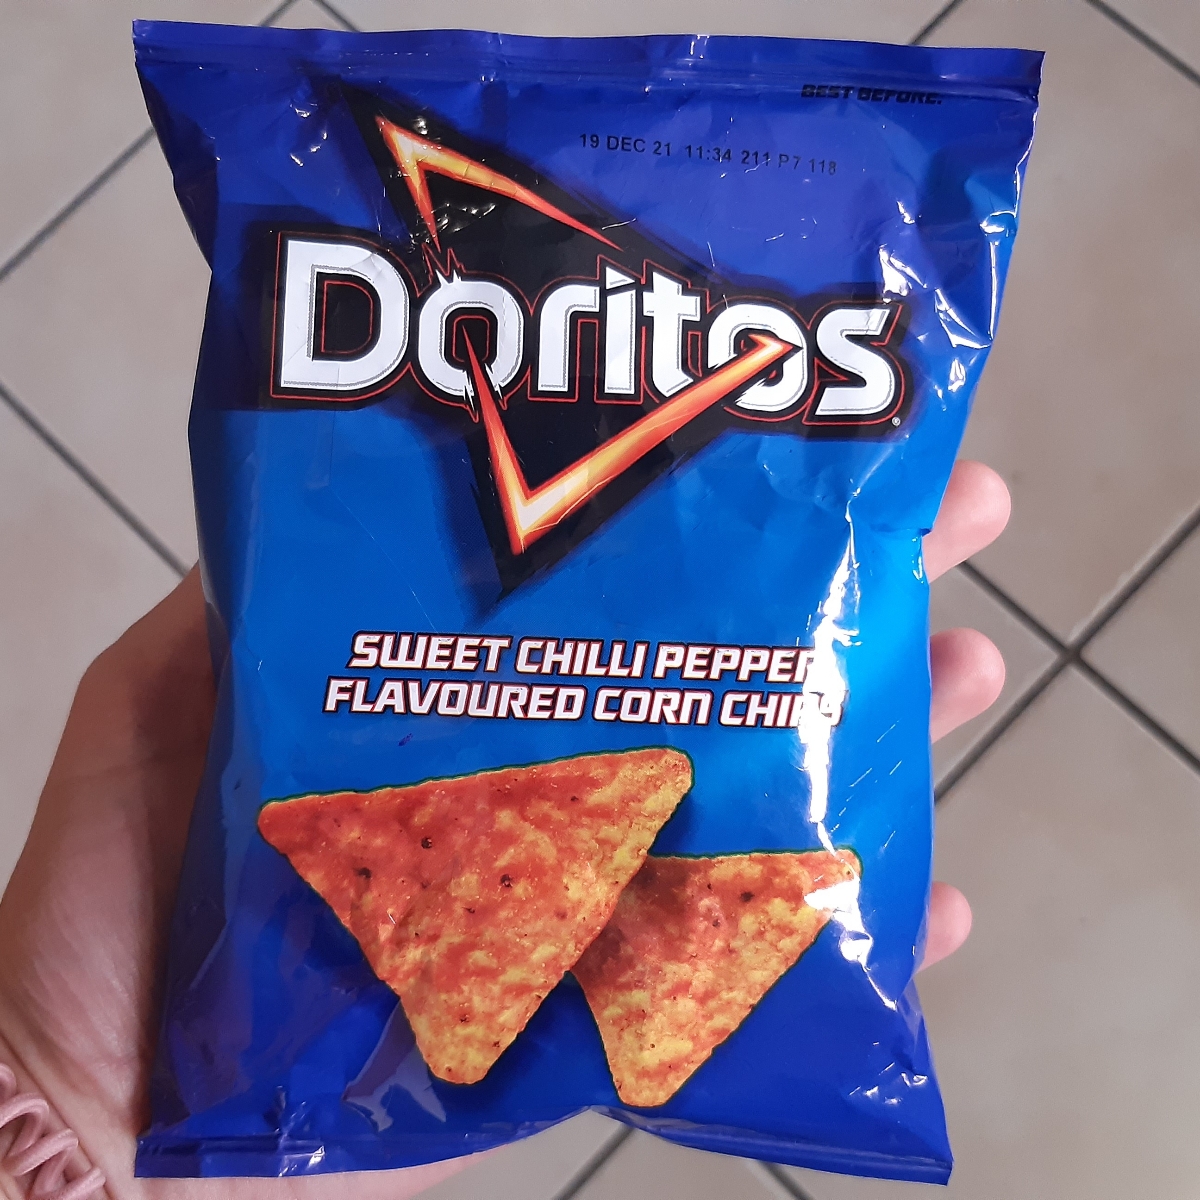 BEST BEFORE:
19 DEC 21 11:34 211 P7 118
Doritos®
SWEET CHILLI PEPPER
FLAVOURED CORN CHIPS